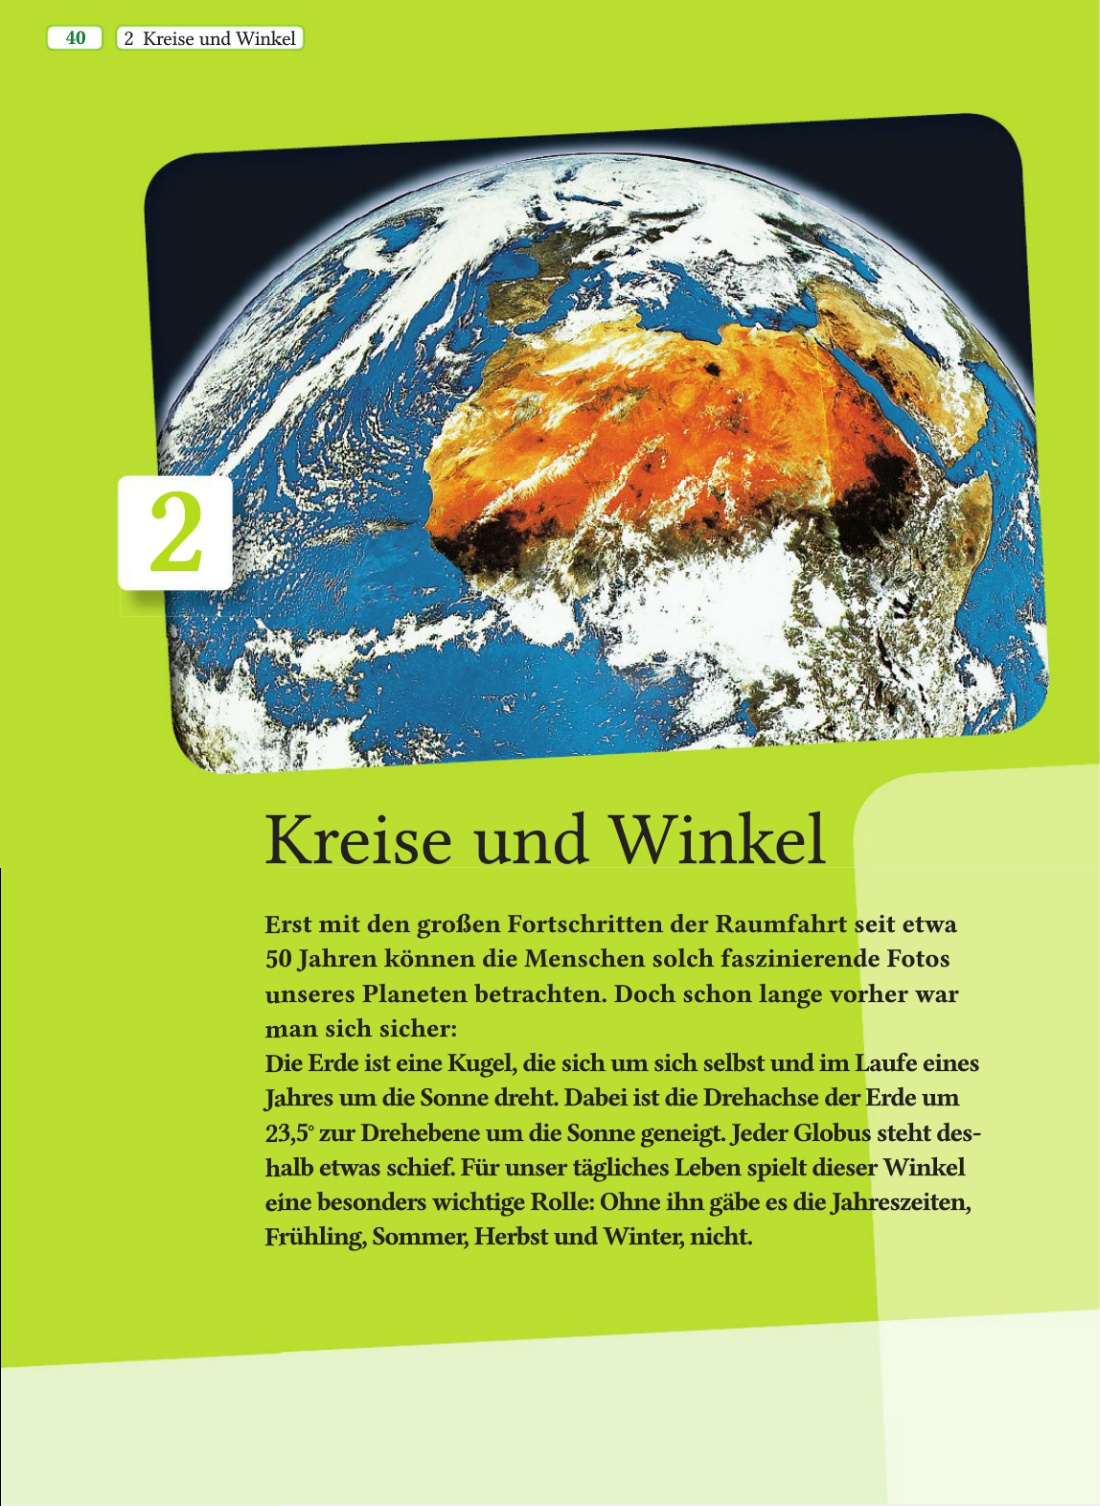 40
2 Kreise und Winkel
2
Kreise und Winkel
Erst mit den großen Fortschritten der Raumfahrt seit etwa
50 Jahren können die Menschen solch faszinierende Fotos
unseres Planeten betrachten. Doch schon lange vorher war
man sich sicher:
Die Erde ist eine Kugel, die sich um sich selbst und im Laufe eines
Jahres um die Sonne dreht. Dabei ist die Drehachse der Erde um
23,5° zur Drehebene um die Sonne geneigt. Jeder Globus steht des-
halb etwas schief. Für unser tägliches Leben spielt dieser Winkel
eine besonders wichtige Rolle: Ohne ihn gäbe es die Jahreszeiten,
Frühling, Sommer, Herbst und Winter, nicht.